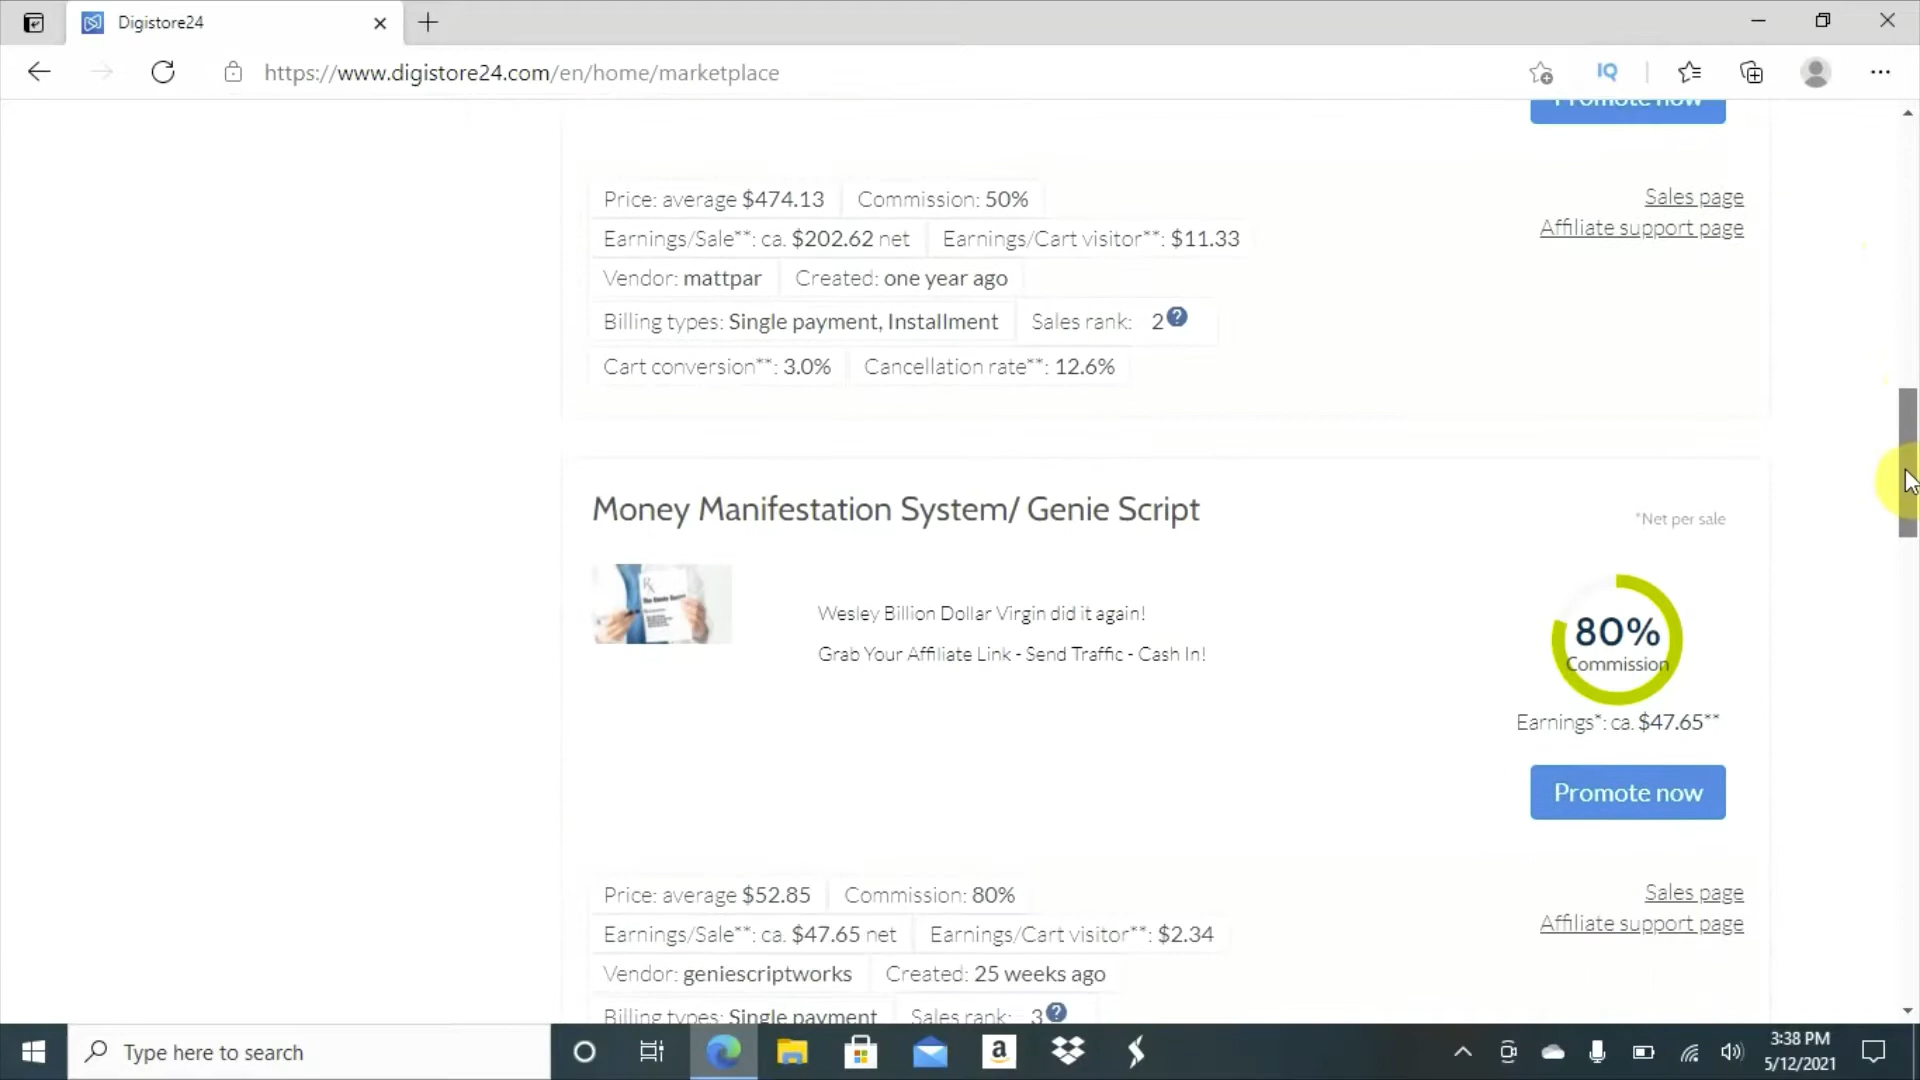 Digistore24
https://www.digistore24.com/en/home/marketplace
IQ
Promote now
Price: average $474.13 Commission: 50%
Sales page
Earnings/Sale**: ca. $202.62 net Earnings/Cart visitor**: $11.33
Affiliate support page
Vendor: mattpar Created: one year ago
Billing types: Single payment, Installment Sales rank: 2 ?
Cart conversion**: 3.0% Cancellation rate**: 12.6%
Money Manifestation System/ Genie Script
*Net per sale
Wesley Billion Dollar Virgin did it again!
Grab Your Affiliate Link - Send Traffic - Cash In!
80%
Commission
Earnings*: ca. $47.65**
Promote now
Price: average $52.85 Commission: 80%
Sales page
Earnings/Sale**: ca. $47.65 net Earnings/Cart visitor**: $2.34
Affiliate support page
Vendor: geniescriptworks Created: 25 weeks ago
Billing types: Single payment Sales rank: 3 ?
Type here to search
a
3:38 PM
5/12/2021